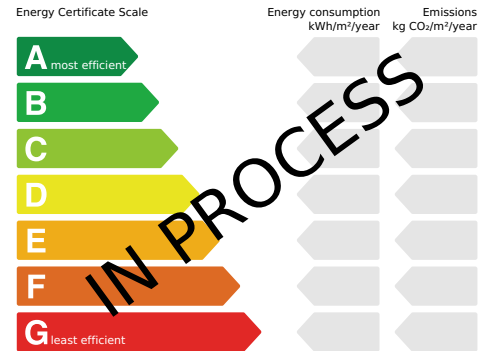 Energy Certificate Scale
Energy consumption
kWh/m²/year
Emissions
kg CO₂/m²/year
A most efficient
B
C
D
E
F
G least efficient
IN PROCESS